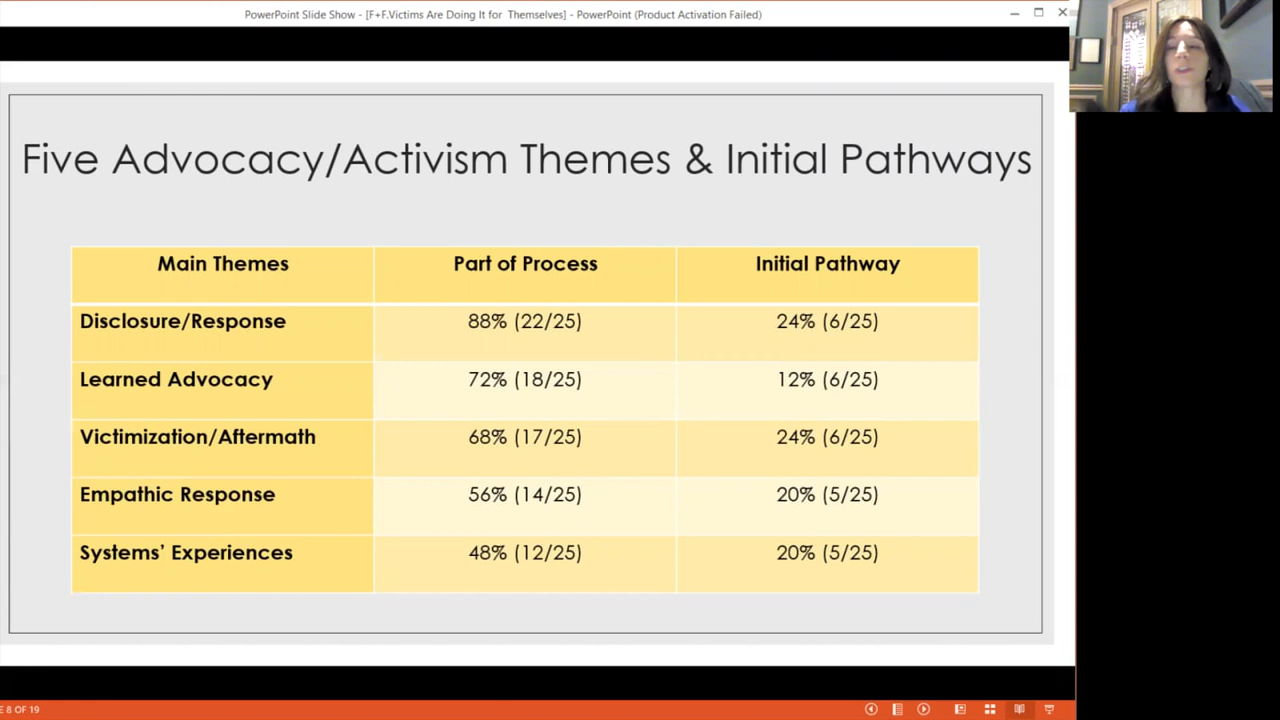 PowerPoint Slide Show - [F+F.Victims Are Doing It for Themselves] - PowerPoint (Product Activation Failed)
Five Advocacy/Activism Themes & Initial Pathways
Main Themes Part of Process Initial Pathway
Disclosure/Response 88% (22/25) 24% (6/25)
Learned Advocacy 72% (18/25) 12% (6/25)
Victimization/Aftermath 68% (17/25) 24% (6/25)
Empathic Response 56% (14/25) 20% (5/25)
Systems' Experiences 48% (12/25) 20% (5/25)
E 8 OF 19